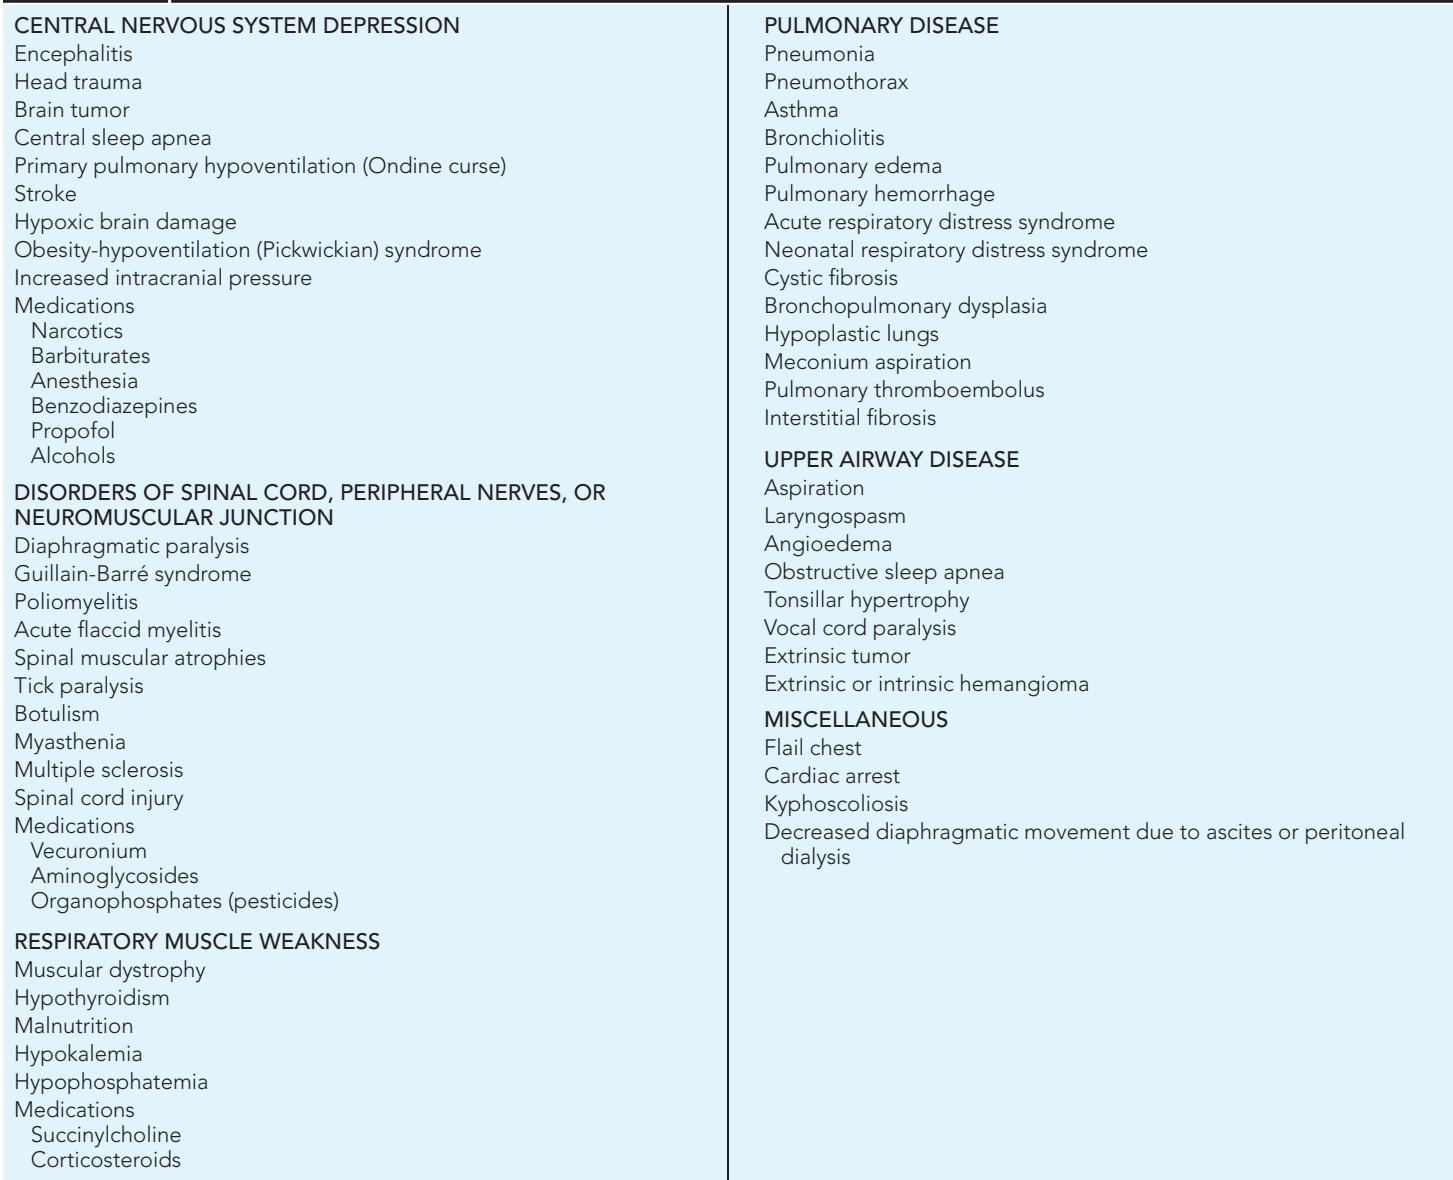 CENTRAL NERVOUS SYSTEM DEPRESSION
Encephalitis
Head trauma
Brain tumor
Central sleep apnea
Primary pulmonary hypoventilation (Ondine curse)
Stroke
Hypoxic brain damage
Obesity-hypoventilation (Pickwickian) syndrome
Increased intracranial pressure
Medications
Narcotics
Barbiturates
Anesthesia
Benzodiazepines
Propofol
Alcohols
DISORDERS OF SPINAL CORD, PERIPHERAL NERVES, OR
NEUROMUSCULAR JUNCTION
Diaphragmatic paralysis
Guillain-Barré syndrome
Poliomyelitis
Acute flaccid myelitis
Spinal muscular atrophies
Tick paralysis
Botulism
Myasthenia
Multiple sclerosis
Spinal cord injury
Medications
Vecuronium
Aminoglycosides
Organophosphates (pesticides)
RESPIRATORY MUSCLE WEAKNESS
Muscular dystrophy
Hypothyroidism
Malnutrition
Hypokalemia
Hypophosphatemia
Medications
Succinylcholine
Corticosteroids
PULMONARY DISEASE
Pneumonia
Pneumothorax
Asthma
Bronchiolitis
Pulmonary edema
Pulmonary hemorrhage
Acute respiratory distress syndrome
Neonatal respiratory distress syndrome
Cystic fibrosis
Bronchopulmonary dysplasia
Hypoplastic lungs
Meconium aspiration
Pulmonary thromboembolus
Interstitial fibrosis
UPPER AIRWAY DISEASE
Aspiration
Laryngospasm
Angioedema
Obstructive sleep apnea
Tonsillar hypertrophy
Vocal cord paralysis
Extrinsic tumor
Extrinsic or intrinsic hemangioma
MISCELLANEOUS
Flail chest
Cardiac arrest
Kyphoscoliosis
Decreased diaphragmatic movement due to ascites or peritoneal
dialysis